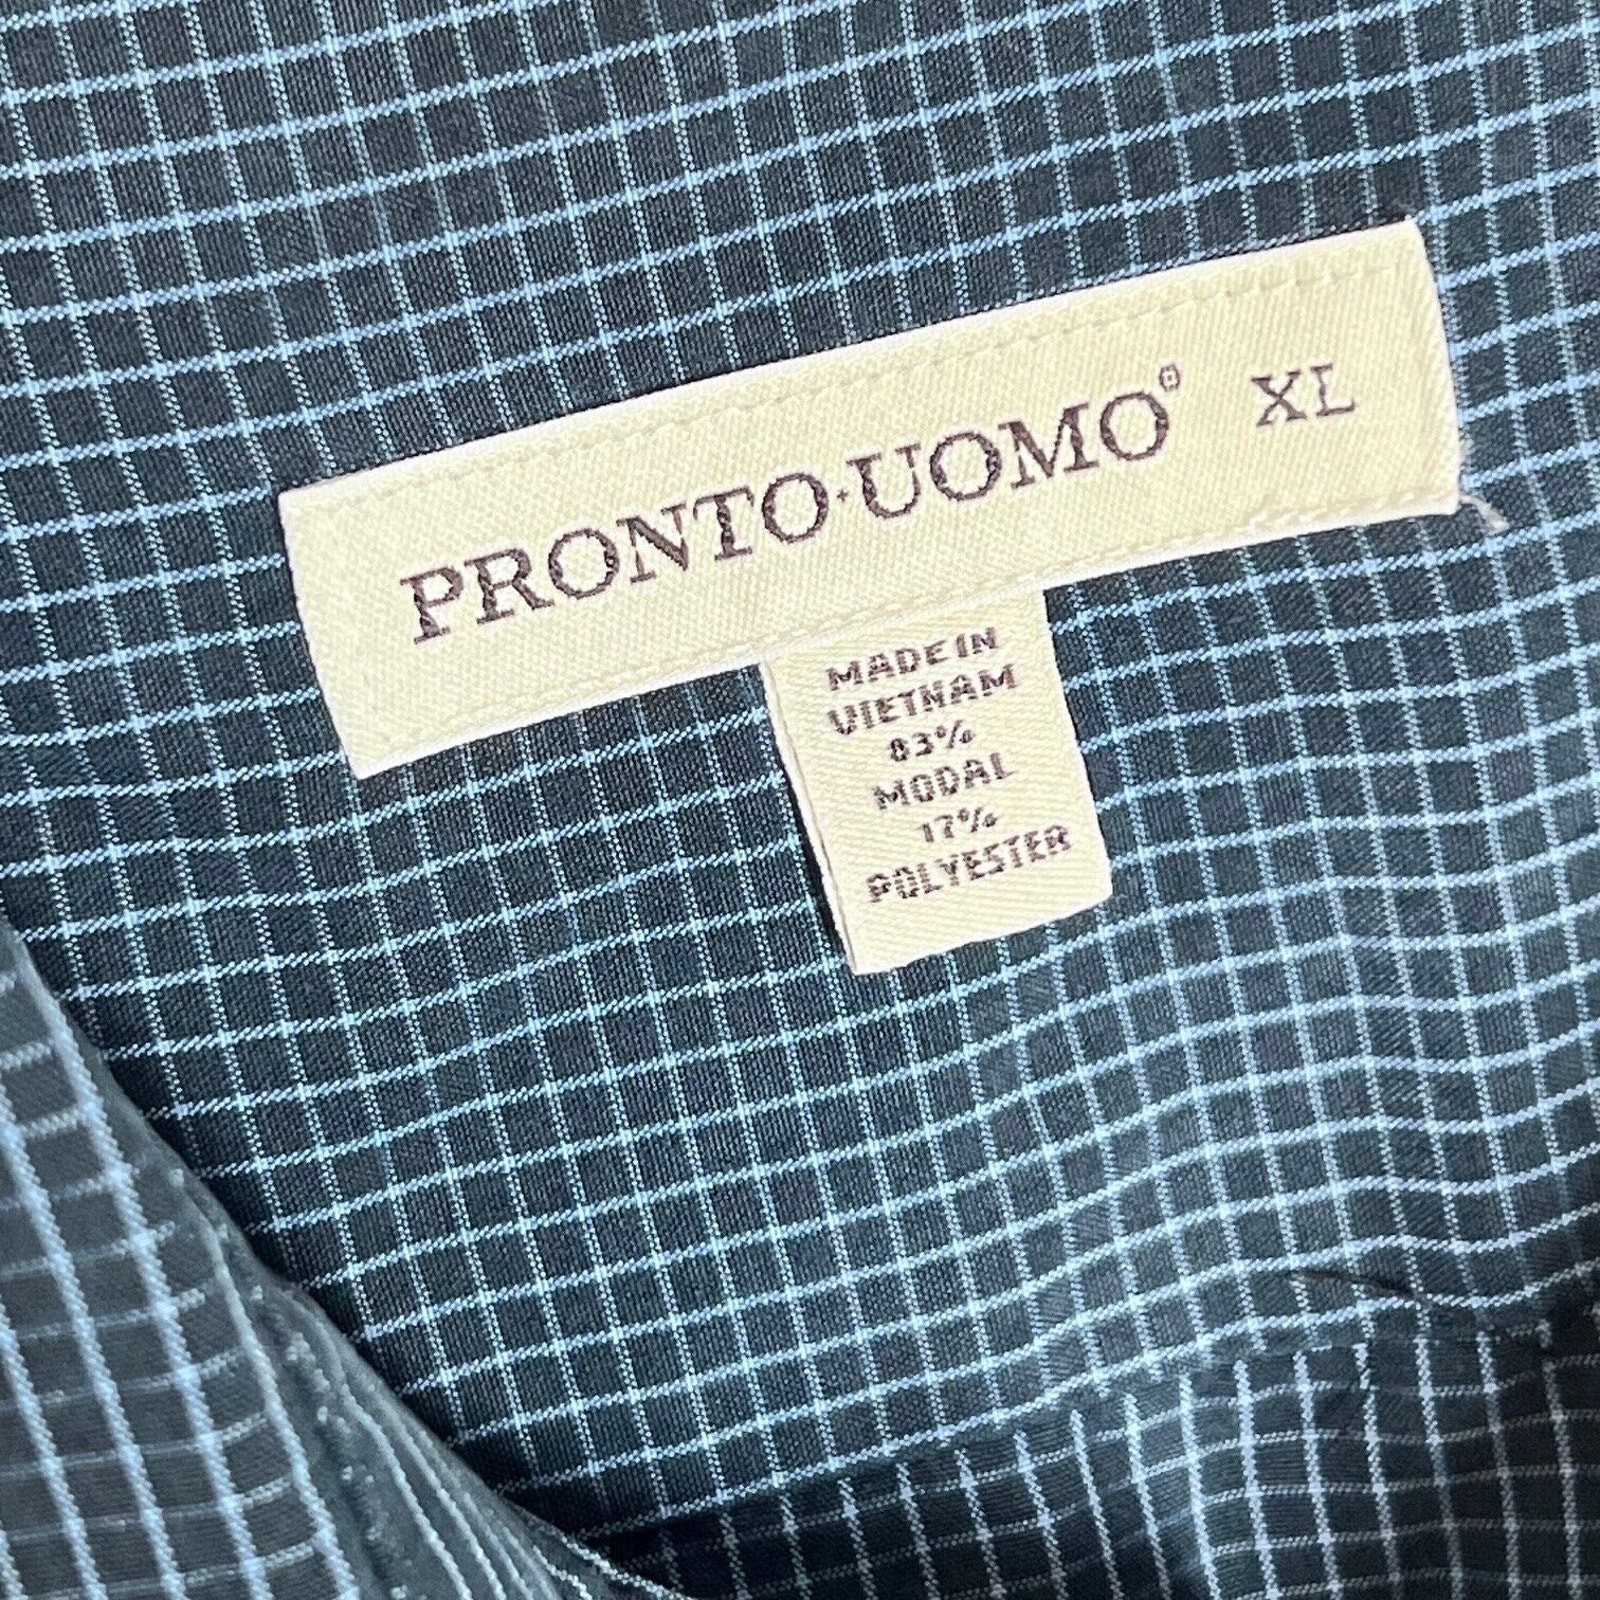 PRONTO·UOMO® XL
MADE IN
VIETNAM
83%
MODAL
17%
POLYESTER